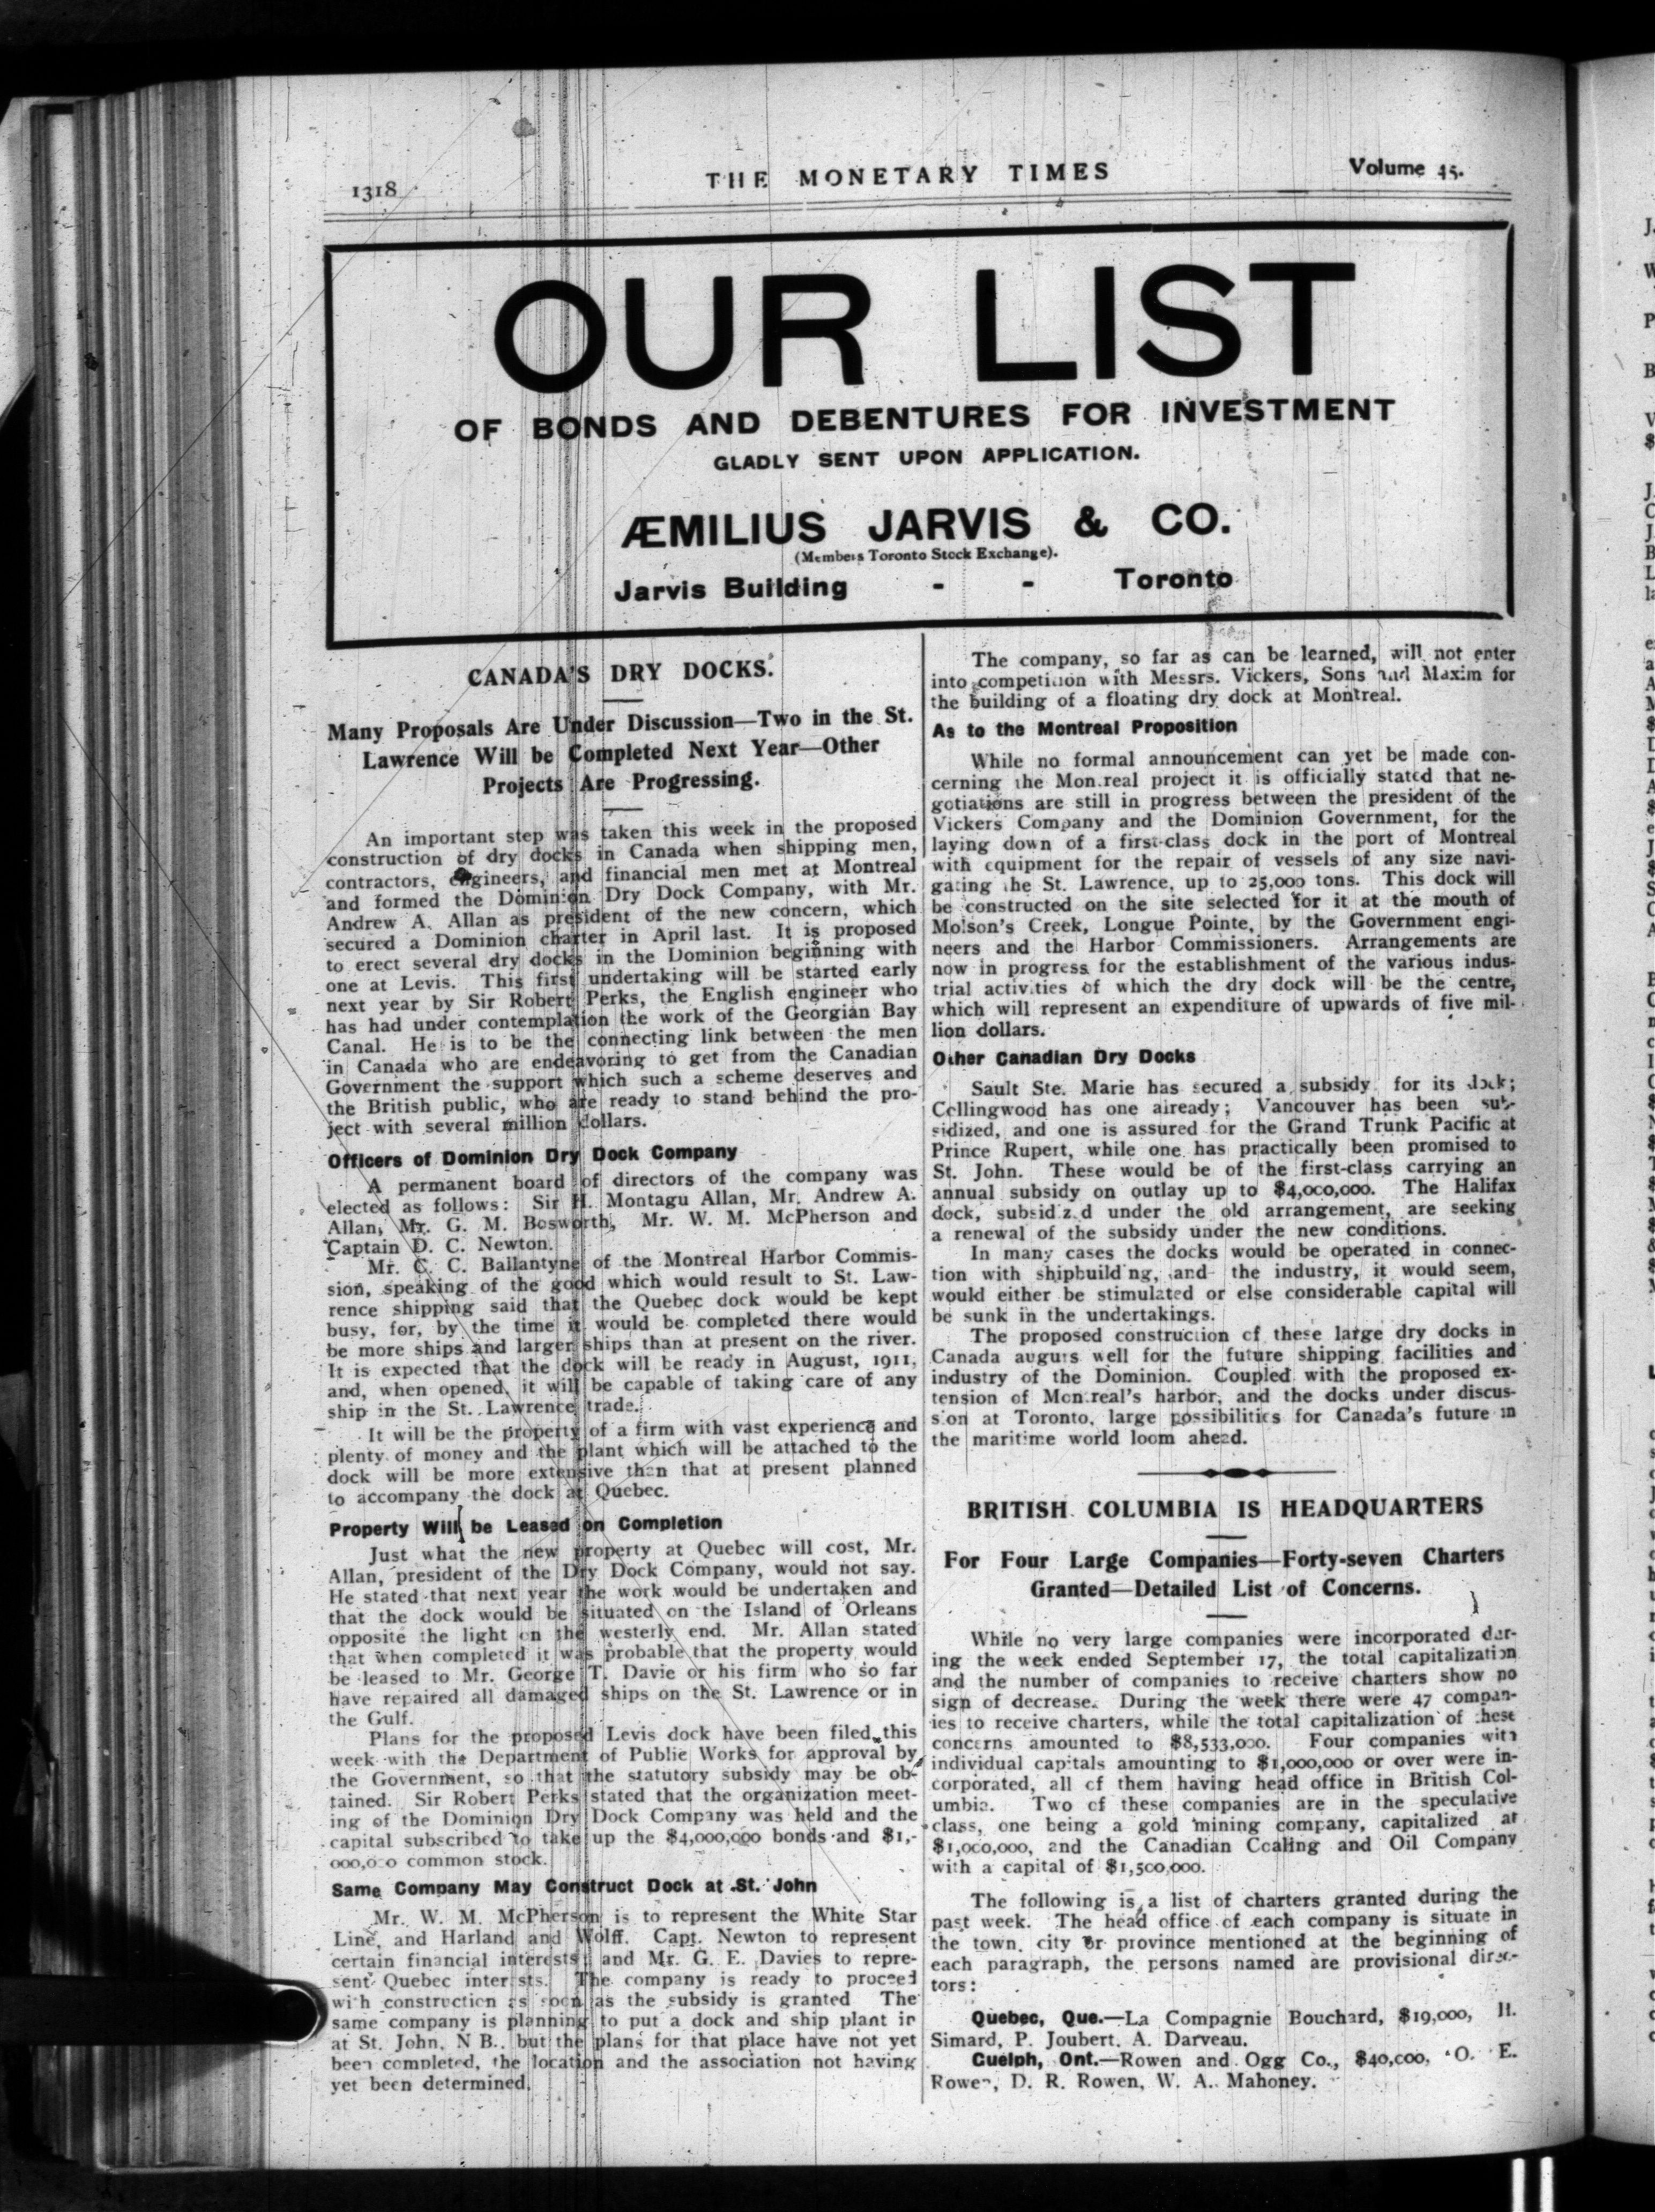 1318
THE MONETARY TIMES
Volume 45.
OUR LIST
OF BONDS AND DEBENTURES FOR INVESTMENT
GLADLY SENT UPON APPLICATION.
ÆMILIUS JARVIS & CO.
(Members Toronto Stock Exchange).
Jarvis Building - - Toronto
CANADA'S DRY DOCKS.
Many Proposals Are Under Discussion—Two in the St.
Lawrence Will be Completed Next Year—Other
Projects Are Progressing.
An important step was taken this week in the proposed
construction of dry docks in Canada when shipping men,
contractors, engineers, and financial men met at Montreal
and formed the Dominion Dry Dock Company, with Mr.
Andrew A. Allan as president of the new concern, which
secured a Dominion charter in April last. It is proposed
to erect several dry docks in the Dominion beginning with
one at Levis. This first undertaking will be started early
next year by Sir Robert Perks, the English engineer who
has had under contemplation the work of the Georgian Bay
Canal. He is to be the connecting link between the men
in Canada who are endeavoring to get from the Canadian
Government the support which such a scheme deserves and
the British public, who are ready to stand behind the pro-
ject with several million dollars.
Officers of Dominion Dry Dock Company
A permanent board of directors of the company was
elected as follows: Sir H. Montagu Allan, Mr. Andrew A.
Allan, Mr. G. M. Bosworth, Mr. W. M. McPherson and
Captain D. C. Newton.
Mr. C. C. Ballantyne of the Montreal Harbor Commis-
sion, speaking of the good which would result to St. Law-
rence shipping said that the Quebec dock would be kept
busy, for, by the time it would be completed there would
be more ships and larger ships than at present on the river.
It is expected that the dock will be ready in August, 1911,
and, when opened, it will be capable of taking care of any
ship in the St. Lawrence trade.
It will be the property of a firm with vast experience and
plenty of money and the plant which will be attached to the
dock will be more extensive than that at present planned
to accompany the dock at Quebec.
Property Will be Leased on Completion
Just what the new property at Quebec will cost, Mr.
Allan, president of the Dry Dock Company, would not say.
He stated that next year the work would be undertaken and
that the dock would be situated on the Island of Orleans
opposite the light on the westerly end. Mr. Allan stated
that when completed it was probable that the property would
be leased to Mr. George T. Davie or his firm who so far
have repaired all damaged ships on the St. Lawrence or in
the Gulf.
Plans for the proposed Levis dock have been filed this
week with the Department of Public Works for approval by
the Government, so that the statutory subsidy may be ob-
tained. Sir Robert Perks stated that the organization meet-
ing of the Dominion Dry Dock Company was held and the
capital subscribed to take up the $4,000,000 bonds and $1,-
000,000 common stock.
Same Company May Construct Dock at St. John
Mr. W. M. McPherson is to represent the White Star
Line, and Harland and Wolff. Capt. Newton to represent
certain financial interests, and Mr. G. E. Davies to repre-
sent Quebec interests. The company is ready to proceed
with construction as soon as the subsidy is granted The
same company is planning to put a dock and ship plant in
at St. John, N B., but the plans for that place have not yet
been completed, the location and the association not having
yet been determined.
The company, so far as can be learned, will not enter
into competition with Messrs. Vickers, Sons and Maxim for
the building of a floating dry dock at Montreal.
As to the Montreal Proposition
While no formal announcement can yet be made con-
cerning the Montreal project it is officially stated that ne-
gotiations are still in progress between the president of the
Vickers Company and the Dominion Government, for the
laying down of a first-class dock in the port of Montreal
with equipment for the repair of vessels of any size navi-
gating the St. Lawrence, up to 25,000 tons. This dock will
be constructed on the site selected for it at the mouth of
Molson's Creek, Longue Pointe, by the Government engi-
neers and the Harbor Commissioners. Arrangements are
now in progress for the establishment of the various indus-
trial activities of which the dry dock will be the centre,
which will represent an expenditure of upwards of five mil-
lion dollars.
Other Canadian Dry Docks
Sault Ste. Marie has secured a subsidy for its dock;
Collingwood has one already; Vancouver has been sub-
sidized, and one is assured for the Grand Trunk Pacific at
Prince Rupert, while one has practically been promised to
St. John. These would be of the first-class carrying an
annual subsidy on outlay up to $4,000,000. The Halifax
dock, subsidized under the old arrangement, are seeking
a renewal of the subsidy under the new conditions.
In many cases the docks would be operated in connec-
tion with shipbuilding, and the industry, it would seem,
would either be stimulated or else considerable capital will
be sunk in the undertakings.
The proposed construction of these large dry docks in
Canada augurs well for the future shipping facilities and
industry of the Dominion. Coupled with the proposed ex-
tension of Montreal's harbor, and the docks under discus-
sion at Toronto, large possibilities for Canada's future in
the maritime world loom ahead.
BRITISH COLUMBIA IS HEADQUARTERS
For Four Large Companies—Forty-seven Charters
Granted—Detailed List of Concerns.
While no very large companies were incorporated dur-
ing the week ended September 17, the total capitalization
and the number of companies to receive charters show no
sign of decrease. During the week there were 47 compan-
ies to receive charters, while the total capitalization of these
concerns amounted to $8,533,000. Four companies with
individual capitals amounting to $1,000,000 or over were in-
corporated, all of them having head office in British Col-
umbia. Two of these companies are in the speculative
class, one being a gold mining company, capitalized at
$1,000,000, and the Canadian Coaling and Oil Company
with a capital of $1,500,000.
The following is a list of charters granted during the
past week. The head office of each company is situate in
the town, city or province mentioned at the beginning of
each paragraph, the persons named are provisional direc-
tors:
Quebec, Que.—La Compagnie Bouchard, $19,000, H.
Simard, P. Joubert, A. Darveau.
Guelph, Ont.—Rowen and Ogg Co., $40,000, O. E.
Rowen, D. R. Rowen, W. A. Mahoney.